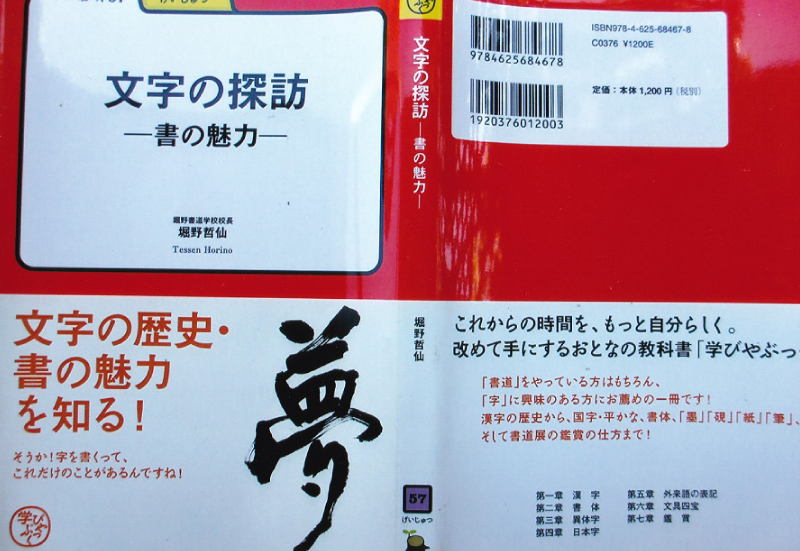 げいじゅつ
文字の探訪
―書の魅力―
堀野書道学校校長
堀野哲仙
Tessen Horino
文字の歴史・
書の魅力
を知る!
そうか!字を書くって、
これだけのことがあるんですね!
夢
学びやぶっく
文字の探訪―書の魅力―
堀野哲仙
57
げいじゅつ
ISBN978-4-625-68467-8
C0376 ¥1200E
9784625684678
定価:本体1,200円(税別)
1920376012003
これからの時間を、もっと自分らしく。
改めて手にするおとなの教科書「学びやぶっ
「書道」をやっている方はもちろん、
「字」に興味のある方にお薦めの一冊です!
漢字の歴史から、国字・平かな、書体、「墨」「硯」「紙」「筆」、
そして書道展の鑑賞の仕方まで!
第一章 漢字 第五章 外来語の表記
第二章 書体 第六章 文具四宝
第三章 異体字 第七章 鑑賞
第四章 日本字